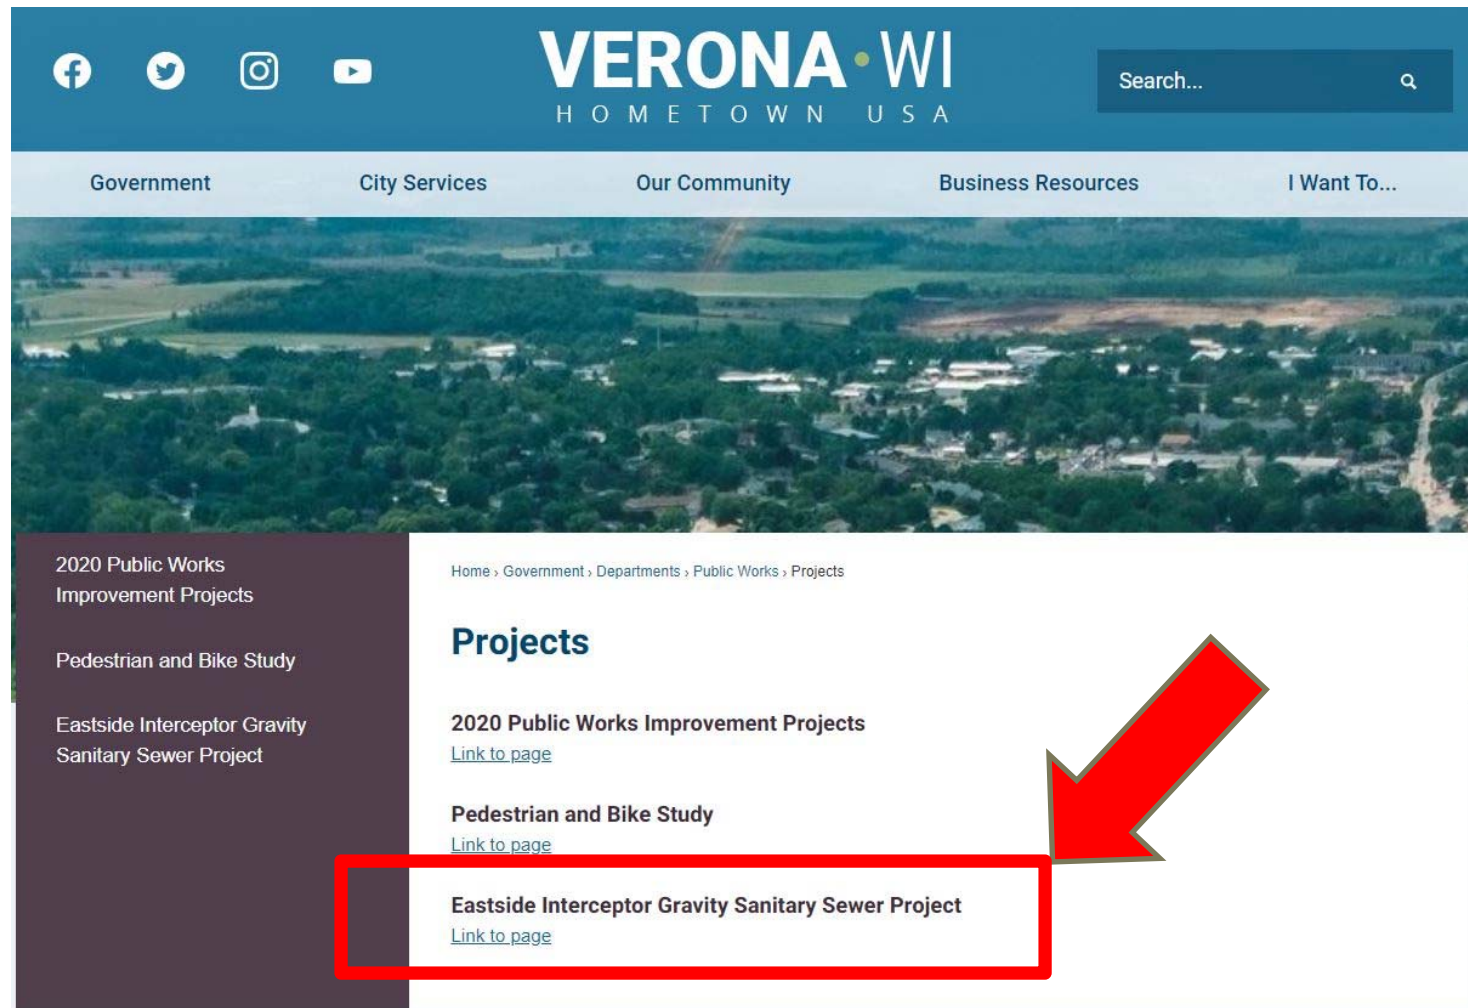 VERONA•WI
HOMETOWN USA
Search...
Government City Services Our Community Business Resources I Want To...
2020 Public Works
Improvement Projects
Pedestrian and Bike Study
Eastside Interceptor Gravity
Sanitary Sewer Project
Home › Government › Departments › Public Works › Projects
Projects
2020 Public Works Improvement Projects
Link to page
Pedestrian and Bike Study
Link to page
Eastside Interceptor Gravity Sanitary Sewer Project
Link to page